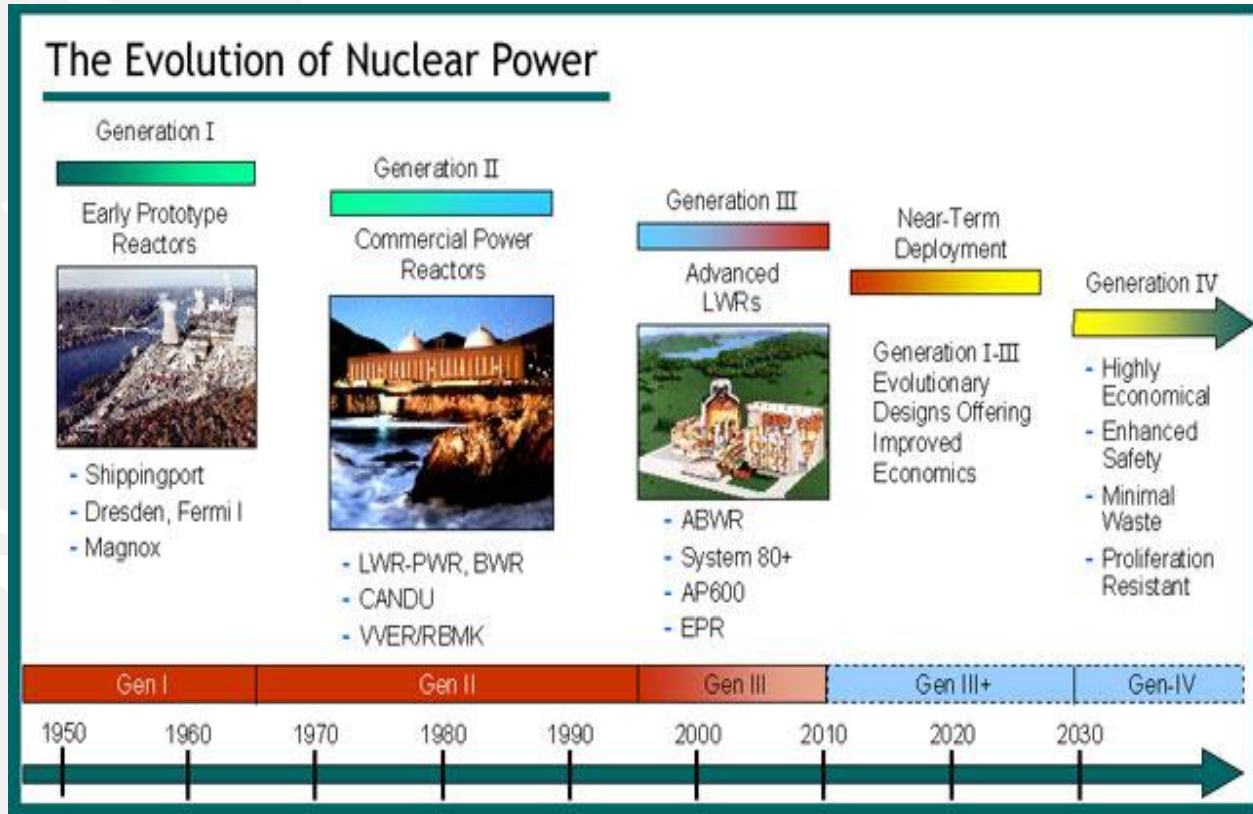 The Evolution of Nuclear Power
Generation I
Early Prototype
Reactors
- Shippingport
- Dresden, Fermi I
- Magnox
Generation II
Commercial Power
Reactors
- LWR-PWR, BWR
- CANDU
- VVER/RBMK
Generation III
Advanced
LWRs
- ABWR
- System 80+
- AP600
- EPR
Near-Term
Deployment
Generation I-III
Evolutionary
Designs Offering
Improved
Economics
Generation IV
- Highly
Economical
- Enhanced
Safety
- Minimal
Waste
- Proliferation
Resistant
Gen I Gen II Gen III Gen III+ Gen-IV
1950 1960 1970 1980 1990 2000 2010 2020 2030